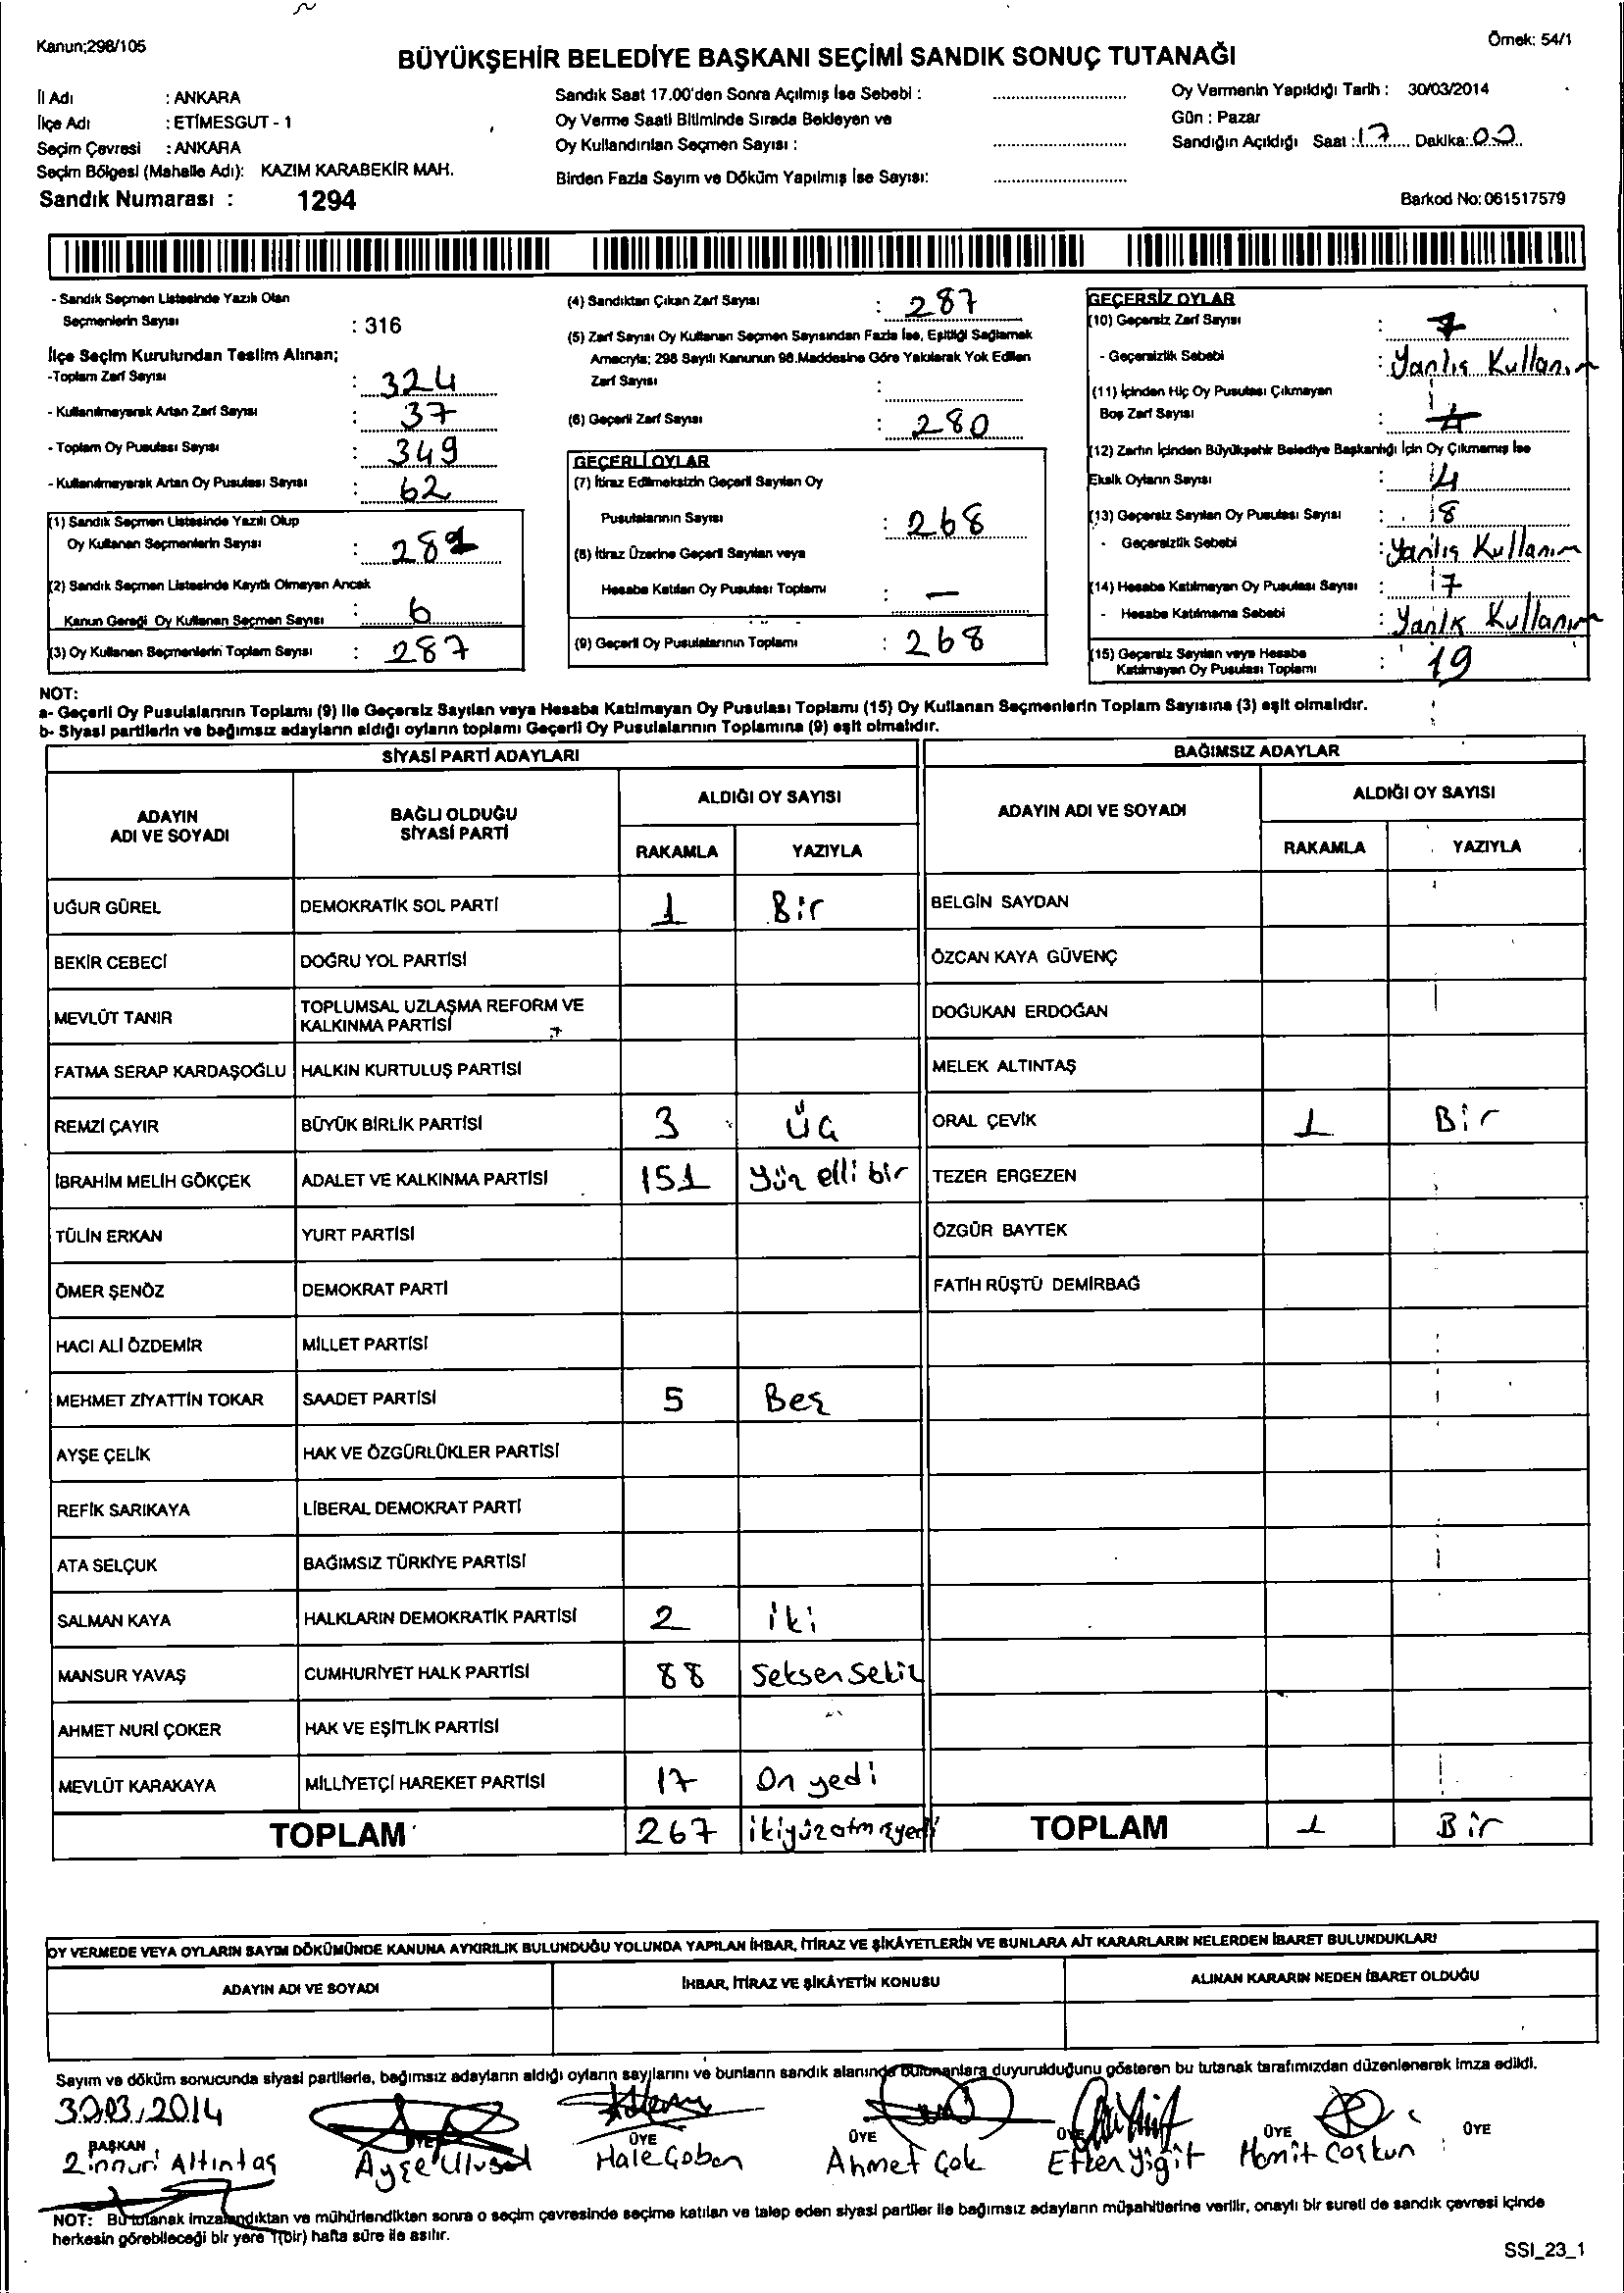 Kanun;298/105
Örnek: 54/1
BÜYÜKŞEHİR BELEDİYE BAŞKANI SEÇİMİ SANDIK SONUÇ TUTANAĞI
İl Adı : ANKARA
İlçe Adı : ETİMESGUT - 1
Seçim Çevresi : ANKARA
Seçim Bölgesi (Mahalle Adı): KAZIM KARABEKİR MAH.
Sandık Numarası : 1294
Sandık Saat 17.00'den Sonra Açılmış İse Sebebi :
Oy Verme Saati Bitiminde Sırada Bekleyen ve
Oy Kullandırılan Seçmen Sayısı :
Birden Fazla Sayım ve Döküm Yapılmış İse Sayısı:
Oy Vermenin Yapıldığı Tarih : 30/03/2014
Gün : Pazar
Sandığın Açıldığı Saat : 17 Dakika: 00
Barkod No: 061517579
- Sandık Seçmen Listesinde Yazılı Olan
Seçmenlerin Sayısı : 316
İlçe Seçim Kurulundan Teslim Alınan;
-Toplam Zarf Sayısı : 324
- Kullanılmayarak Artan Zarf Sayısı : 37
- Toplam Oy Pusulası Sayısı : 349
- Kullanılmayarak Artan Oy Pusulası Sayısı : 62
(1) Sandık Seçmen Listesinde Yazılı Olup
Oy Kullanan Seçmenlerin Sayısı : 281
(2) Sandık Seçmen Listesinde Kayıtlı Olmayan Ancak
Kanun Gereği Oy Kullanan Seçmen Sayısı : 6
(3) Oy Kullanan Seçmenlerin Toplam Sayısı : 287
(4) Sandıktan Çıkan Zarf Sayısı : 287
(5) Zarf Sayısı Oy Kullanan Seçmen Sayısından Fazla İse, Eşitliği Sağlamak
Amacıyla; 298 Sayılı Kanunun 98.Maddesine Göre Yakılarak Yok Edilen
Zarf Sayısı :
(6) Geçerli Zarf Sayısı : 280
GEÇERLİ OYLAR
(7) İtiraz Edilmeksizin Geçerli Sayılan Oy
Pusulalarının Sayısı : 268
(8) İtiraz Üzerine Geçerli Sayılan veya
Hesaba Katılan Oy Pusulası Toplamı : -
(9) Geçerli Oy Pusulalarının Toplamı : 268
GEÇERSİZ OYLAR
(10) Geçersiz Zarf Sayısı : 7
- Geçersizlik Sebebi : Yanlış Kullanım
(11) İçinden Hiç Oy Pusulası Çıkmayan
Boş Zarf Sayısı :
(12) Zarfın İçinden Büyükşehir Belediye Başkanlığı İçin Oy Çıkmamış İse
Eksik Oyların Sayısı : 4
(13) Geçersiz Sayılan Oy Pusulası Sayısı : 8
- Geçersizlik Sebebi : Yanlış Kullanım
(14) Hesaba Katılmayan Oy Pusulası Sayısı : 7
- Hesaba Katılmama Sebebi : Yanlış Kullanım
(15) Geçersiz Sayılan veya Hesaba
Katılmayan Oy Pusulası Toplamı : 19
NOT:
a- Geçerli Oy Pusulalarının Toplamı (9) ile Geçersiz Sayılan veya Hesaba Katılmayan Oy Pusulası Toplamı (15) Oy Kullanan Seçmenlerin Toplam Sayısına (3) eşit olmalıdır.
b- Siyasi partilerin ve bağımsız adayların aldığı oyların toplamı Geçerli Oy Pusulalarının Toplamına (9) eşit olmalıdır.
SİYASİ PARTİ ADAYLARI
ADAYIN ADI VE SOYADI
BAĞLI OLDUĞU SİYASİ PARTİ
ALDIĞI OY SAYISI
RAKAMLA YAZIYLA
UĞUR GÜREL DEMOKRATİK SOL PARTİ 1 Bir
BEKİR CEBECİ DOĞRU YOL PARTİSİ
MEVLÜT TANIR TOPLUMSAL UZLAŞMA REFORM VE KALKINMA PARTİSİ
FATMA SERAP KARDAŞOĞLU HALKIN KURTULUŞ PARTİSİ
REMZİ ÇAYIR BÜYÜK BİRLİK PARTİSİ 3 Üç
İBRAHİM MELİH GÖKÇEK ADALET VE KALKINMA PARTİSİ 151 Yüz elli bir
TÜLİN ERKAN YURT PARTİSİ
ÖMER ŞENÖZ DEMOKRAT PARTİ
HACI ALİ ÖZDEMİR MİLLET PARTİSİ
MEHMET ZİYATTİN TOKAR SAADET PARTİSİ 5 Beş
AYŞE ÇELİK HAK VE ÖZGÜRLÜKLER PARTİSİ
REFİK SARIKAYA LİBERAL DEMOKRAT PARTİ
ATA SELÇUK BAĞIMSIZ TÜRKİYE PARTİSİ
SALMAN KAYA HALKLARIN DEMOKRATİK PARTİSİ 2 iki
MANSUR YAVAŞ CUMHURİYET HALK PARTİSİ 88 Seksen Sekiz
AHMET NURİ ÇOKER HAK VE EŞİTLİK PARTİSİ
MEVLÜT KARAKAYA MİLLİYETÇİ HAREKET PARTİSİ 17 On yedi
TOPLAM 267 ikiyüzatmışyedi
BAĞIMSIZ ADAYLAR
ADAYIN ADI VE SOYADI
ALDIĞI OY SAYISI
RAKAMLA YAZIYLA
BELGİN SAYDAN
ÖZCAN KAYA GÜVENÇ
DOĞUKAN ERDOĞAN
MELEK ALTINTAŞ
ORAL ÇEVİK 1 Bir
TEZER ERGEZEN
ÖZGÜR BAYTEK
FATİH RÜŞTÜ DEMİRBAĞ
TOPLAM 1 Bir
OY VERMEDE VEYA OYLARIN SAYIM DÖKÜMÜNDE KANUNA AYKIRILIK BULUNDUĞU YOLUNDA YAPILAN İHBAR, İTİRAZ VE ŞİKÂYETLERİN VE BUNLARA AİT KARARLARIN NELERDEN İBARET BULUNDUKLARI
ADAYIN ADI VE SOYADI
İHBAR, İTİRAZ VE ŞİKÂYETİN KONUSU
ALINAN KARARIN NEDEN İBARET OLDUĞU
Sayım ve döküm sonucunda siyasi partilerle, bağımsız adayların aldığı oyların sayılarını ve bunların sandık alanında bulunanlara duyurulduğunu gösteren bu tutanak tarafımızdan düzenlenerek imza edildi.
30.03.2014
BAŞKAN ÜYE ÜYE ÜYE ÜYE ÜYE ÜYE
Zinnuri Altıntaş Ayşe Ulusal Hale Çoban Ahmet Çok Efken Yiğit Hamit Coşkun
NOT: Bu tutanak imzalandıktan ve mühürlendikten sonra o seçim çevresinde seçime katılan ve talep eden siyasi partiler ile bağımsız adayların müşahitlerine verilir, onaylı bir sureti de sandık çevresi içinde
herkesin görebileceği bir yere 1(bir) hafta süre ile asılır.
SSI_23_1